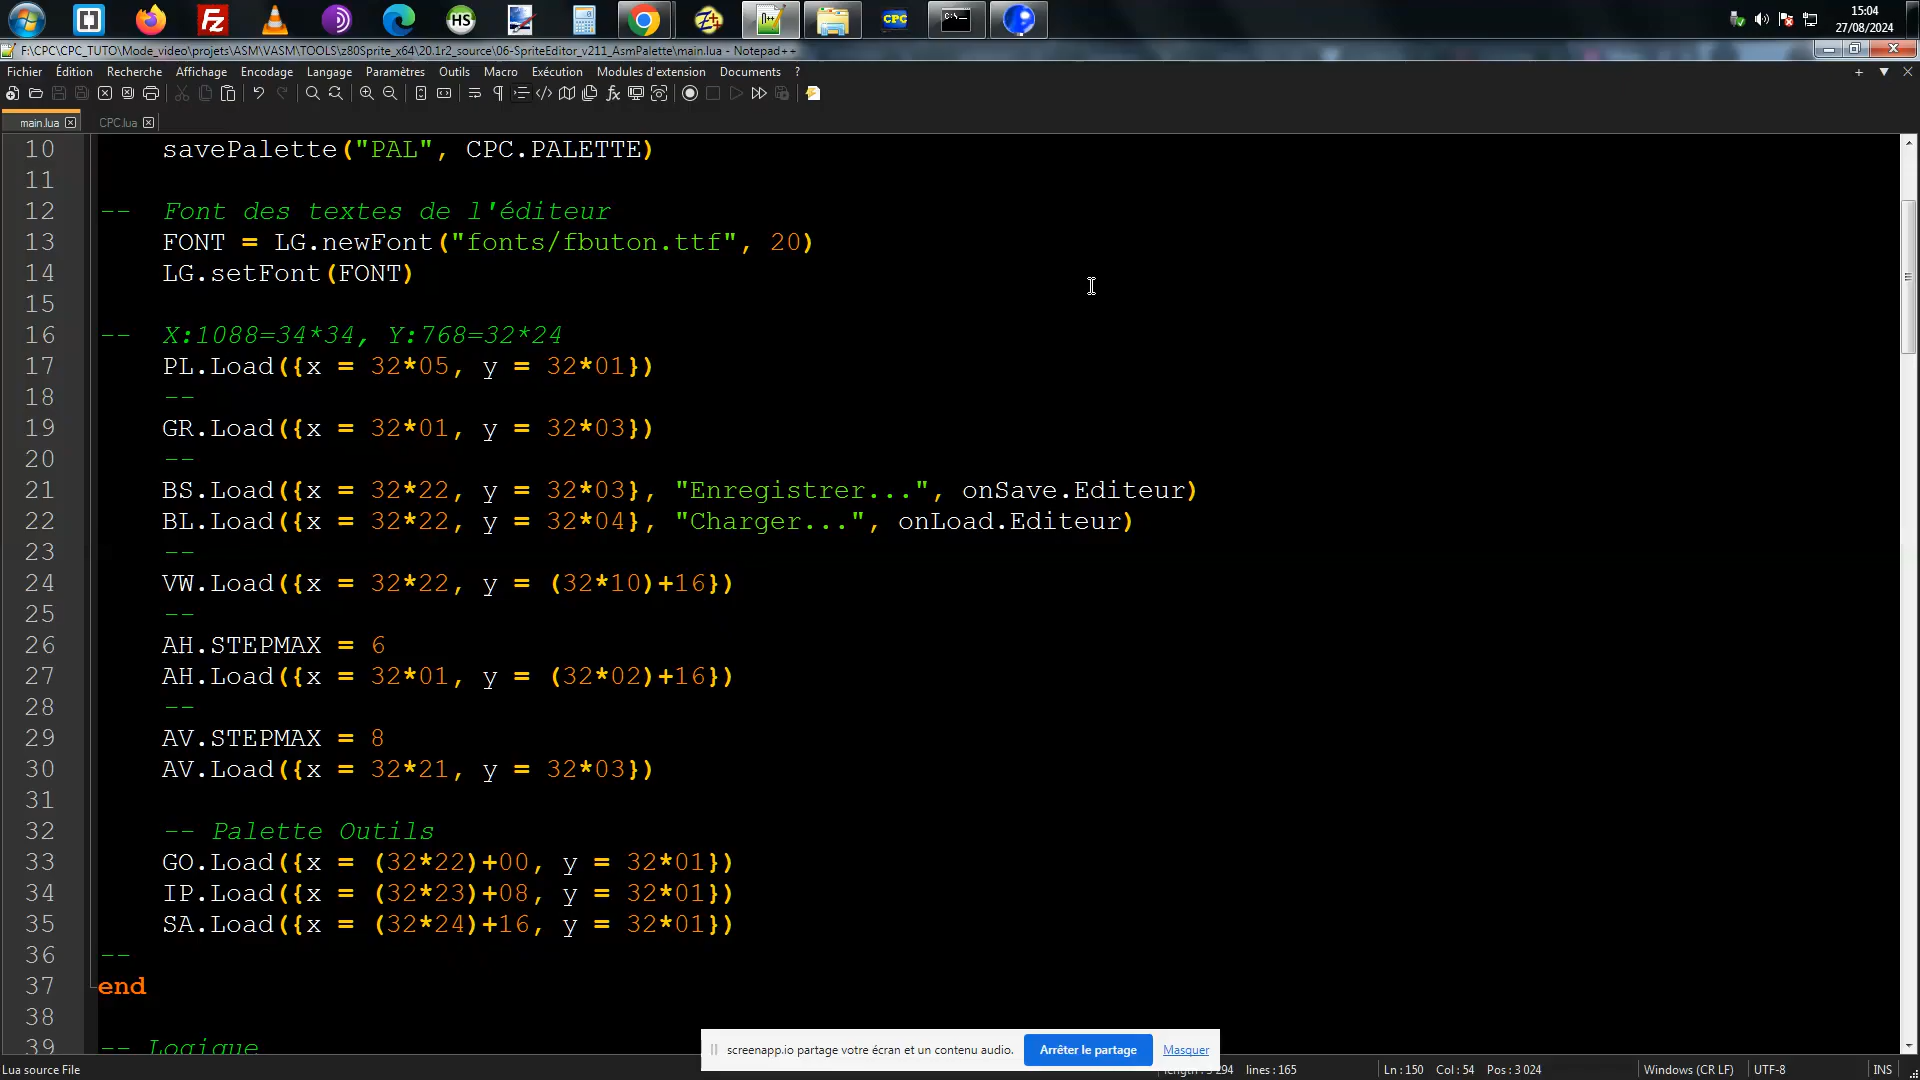 HS
CPC
C:\_
15:04
27/08/2024
F:\CPC\CPC_TUTO\Mode_video\projets\ASM\VASM\TOOLS\z80Sprite_x64\20.1r2_source\06-SpriteEditor_v211_AsmPalette\main.lua - Notepad++
Fichier Édition Recherche Affichage Encodage Langage Paramètres Outils Macro Exécution Modules d'extension Documents ?
main.lua CPC.lua
10 savePalette("PAL", CPC.PALETTE)
11
12 -- Font des textes de l'éditeur
13 FONT = LG.newFont("fonts/fbuton.ttf", 20)
14 LG.setFont(FONT)
15
16 -- X:1088=34*34, Y:768=32*24
17 PL.Load({x = 32*05, y = 32*01})
18 --
19 GR.Load({x = 32*01, y = 32*03})
20 --
21 BS.Load({x = 32*22, y = 32*03}, "Enregistrer...", onSave.Editeur)
22 BL.Load({x = 32*22, y = 32*04}, "Charger...", onLoad.Editeur)
23 --
24 VW.Load({x = 32*22, y = (32*10)+16})
25 --
26 AH.STEPMAX = 6
27 AH.Load({x = 32*01, y = (32*02)+16})
28 --
29 AV.STEPMAX = 8
30 AV.Load({x = 32*21, y = 32*03})
31
32 -- Palette Outils
33 GO.Load({x = (32*22)+00, y = 32*01})
34 IP.Load({x = (32*23)+08, y = 32*01})
35 SA.Load({x = (32*24)+16, y = 32*01})
36 --
37 end
38
39 -- Logique
screenapp.io partage votre écran et un contenu audio. Arrêter le partage Masquer
Lua source File lines : 165 Ln : 150 Col : 54 Pos : 3 024 Windows (CR LF) UTF-8 INS